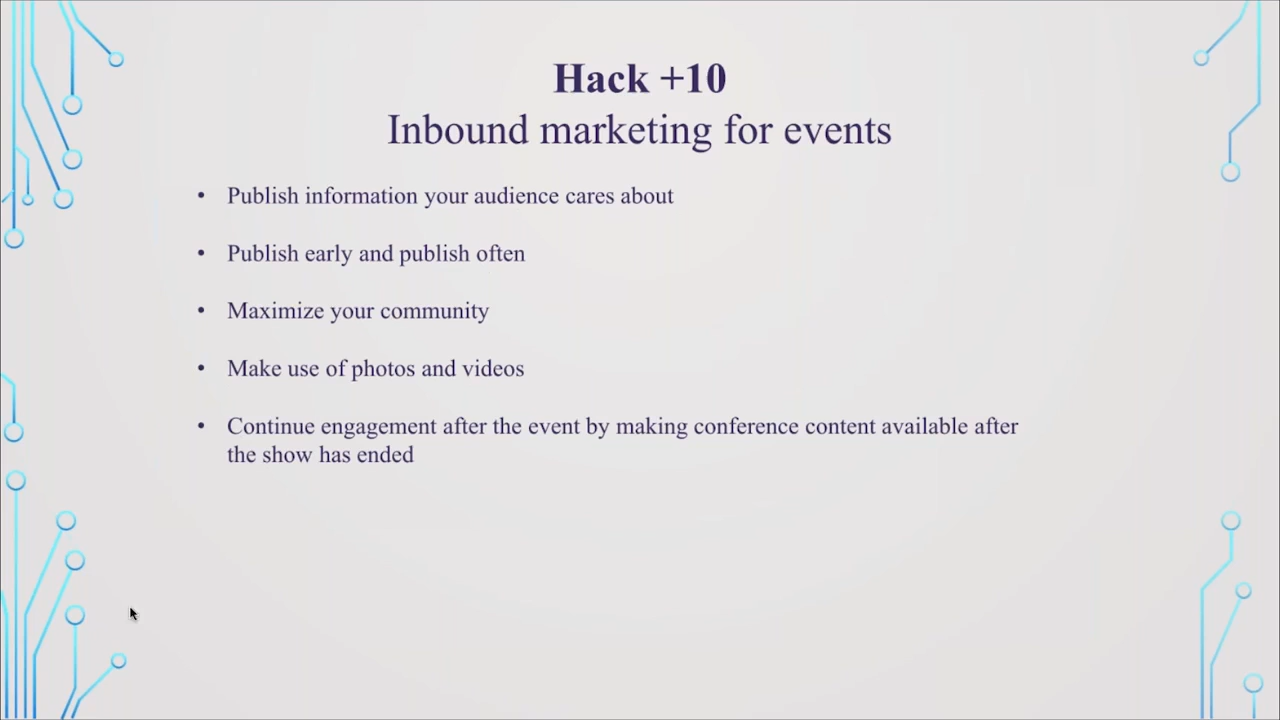 Hack +10
Inbound marketing for events
• Publish information your audience cares about
• Publish early and publish often
• Maximize your community
• Make use of photos and videos
• Continue engagement after the event by making conference content available after
the show has ended